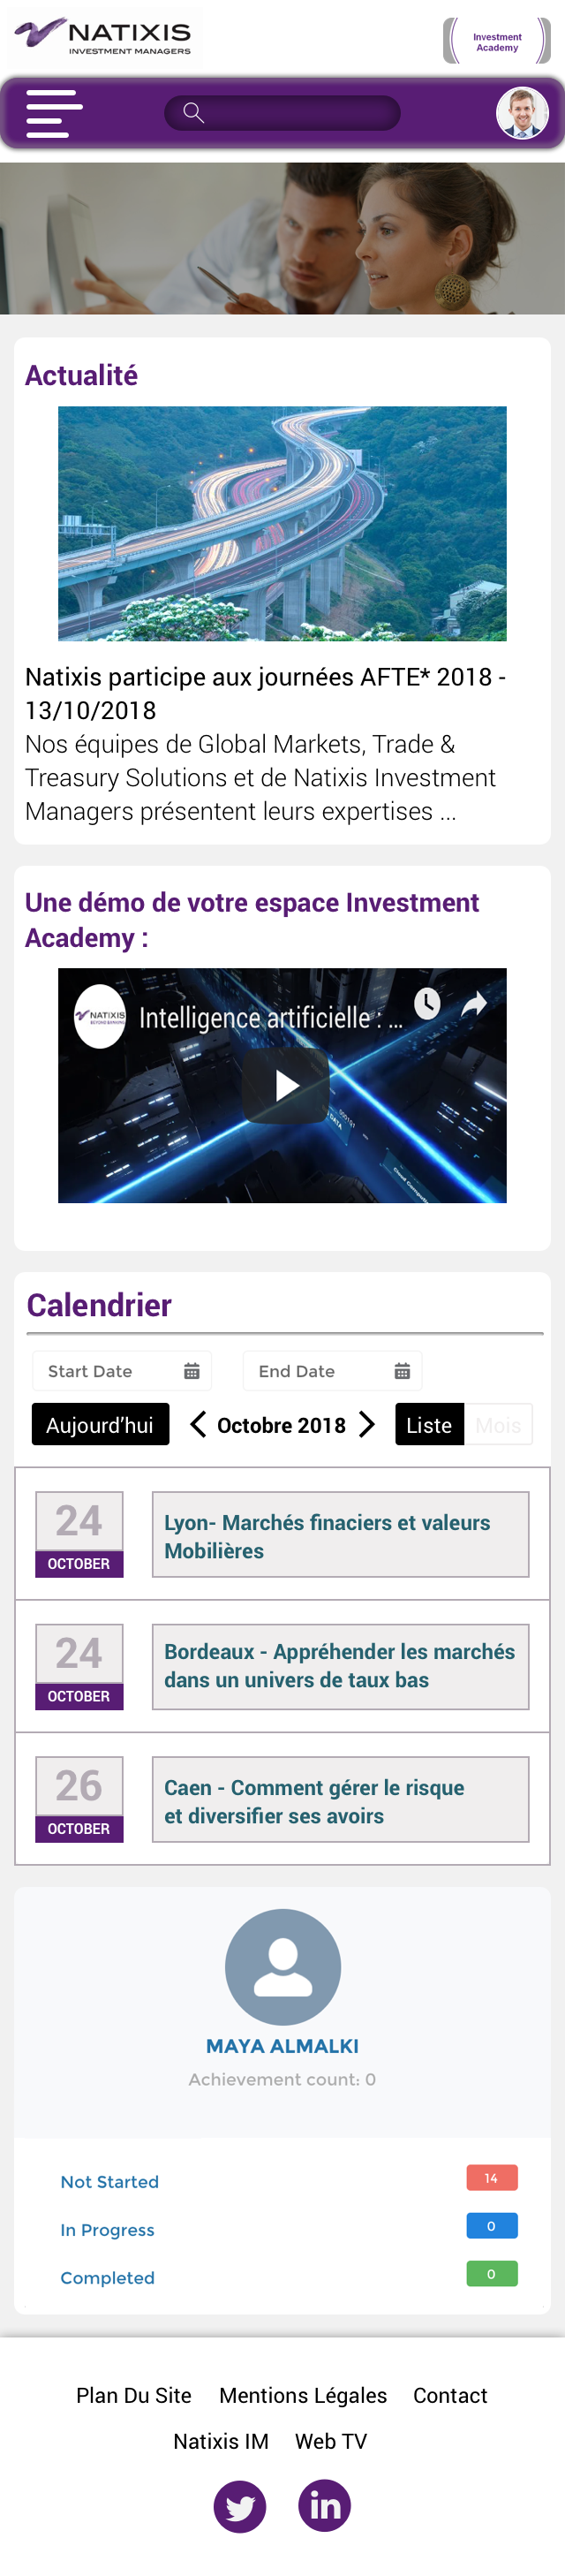 NATIXIS
INVESTMENT MANAGERS
Investment
Academy
Actualité
Natixis participe aux journées AFTE* 2018 -
13/10/2018
Nos équipes de Global Markets, Trade &
Treasury Solutions et de Natixis Investment
Managers présentent leurs expertises ...
Une démo de votre espace Investment
Academy :
NATIXIS
BEYOND BANKING
Intelligence artificielle : ...
DATA
Calendrier
Start Date
End Date
Aujourd'hui
Octobre 2018
Liste
Mois
24
OCTOBER
Lyon- Marchés finaciers et valeurs
Mobilières
24
OCTOBER
Bordeaux - Appréhender les marchés
dans un univers de taux bas
26
OCTOBER
Caen - Comment gérer le risque
et diversifier ses avoirs
MAYA ALMALKI
Achievement count: 0
Not Started
14
In Progress
0
Completed
0
Plan Du Site Mentions Légales Contact
Natixis IM Web TV
in